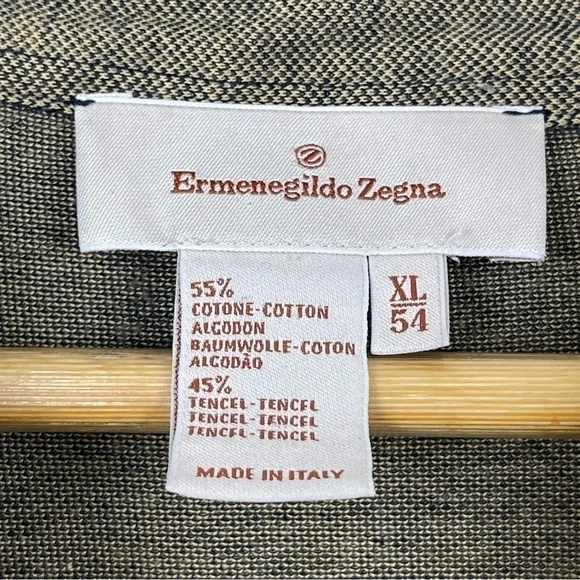 Ermenegildo Zegna
55%
COTONE-COTTON
ALGODON
BAUMWOLLE-COTON
ALGODÃO
45%
TENCEL-TENCEL
TENCEL-TENCEL
TENCEL-TENCEL
MADE IN ITALY
XL
54